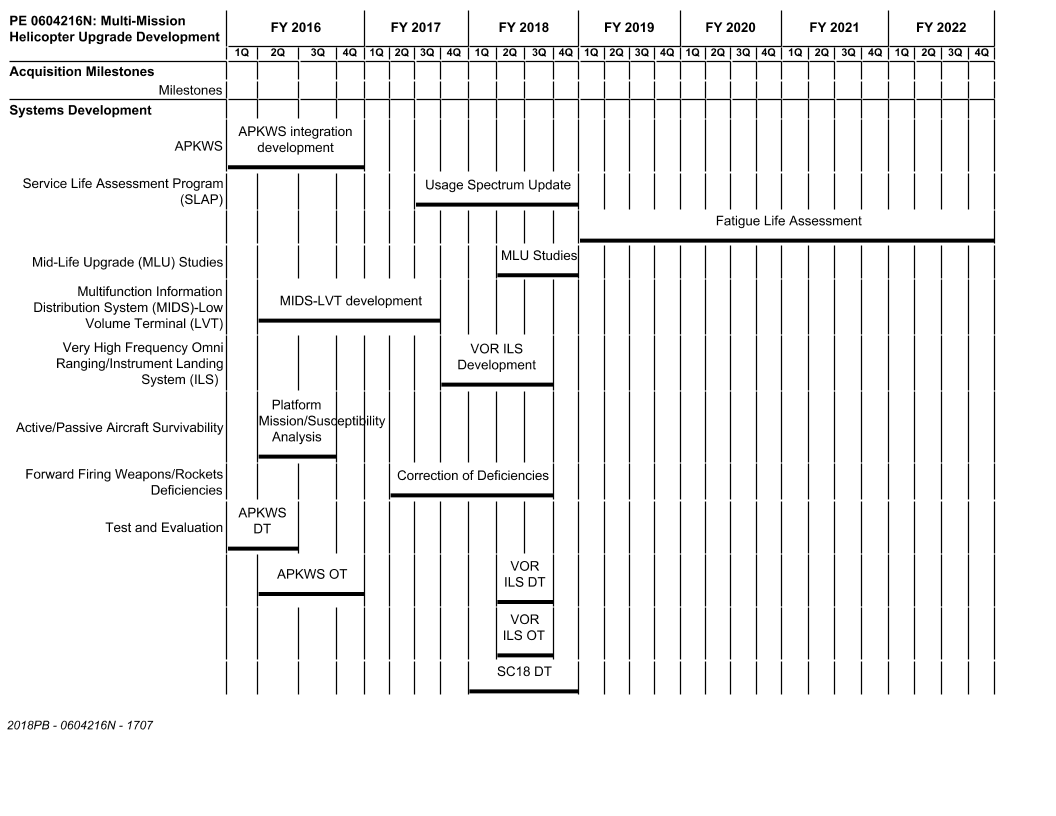 PE 0604216N: Multi-Mission
Helicopter Upgrade Development
FY 2016 FY 2017 FY 2018 FY 2019 FY 2020 FY 2021 FY 2022
1Q 2Q 3Q 4Q 1Q 2Q 3Q 4Q 1Q 2Q 3Q 4Q 1Q 2Q 3Q 4Q 1Q 2Q 3Q 4Q 1Q 2Q 3Q 4Q 1Q 2Q 3Q 4Q
Acquisition Milestones
Milestones
Systems Development
APKWS
APKWS integration
development
Service Life Assessment Program
(SLAP)
Usage Spectrum Update
Fatigue Life Assessment
Mid-Life Upgrade (MLU) Studies
MLU Studies
Multifunction Information
Distribution System (MIDS)-Low
Volume Terminal (LVT)
MIDS-LVT development
Very High Frequency Omni
Ranging/Instrument Landing
System (ILS)
VOR ILS
Development
Active/Passive Aircraft Survivability
Platform
Mission/Susceptibility
Analysis
Forward Firing Weapons/Rockets
Deficiencies
Correction of Deficiencies
Test and Evaluation
APKWS
DT
APKWS OT
VOR
ILS DT
VOR
ILS OT
SC18 DT
2018PB - 0604216N - 1707